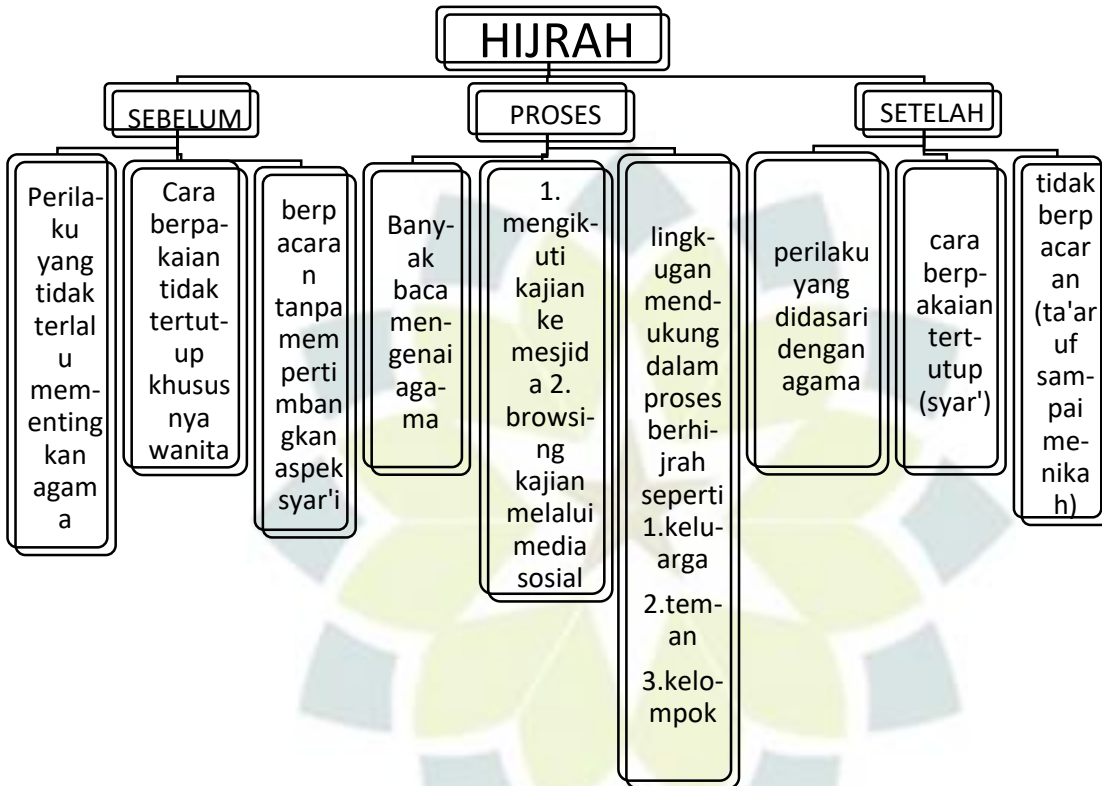 HIJRAH
SEBELUM
PROSES
SETELAH
Perila-
ku
yang
tidak
terlal
u
mem-
enting
kan
agam
a
Cara
berpa-
kaian
tidak
tertut-
up
khusus
nya
wanita
berp
acara
n
tanpa
mem
perti
mban
gkan
aspek
syar'i
Bany-
ak
baca
men-
genai
aga-
ma
1.
mengik-
uti
kajian
ke
mesjid
a 2.
browsi-
ng
kajian
melalui
media
sosial
lingk-
ugan
mend-
ukung
dalam
proses
berhi-
jrah
seperti
1.kelu-
arga
2.tem-
an
3.kelo-
mpok
perilaku
yang
didasari
dengan
agama
cara
berp-
akaian
tert-
utup
(syar')
tidak
berp
acar
an
(ta'ar
uf
sam-
pai
me-
nika
h)